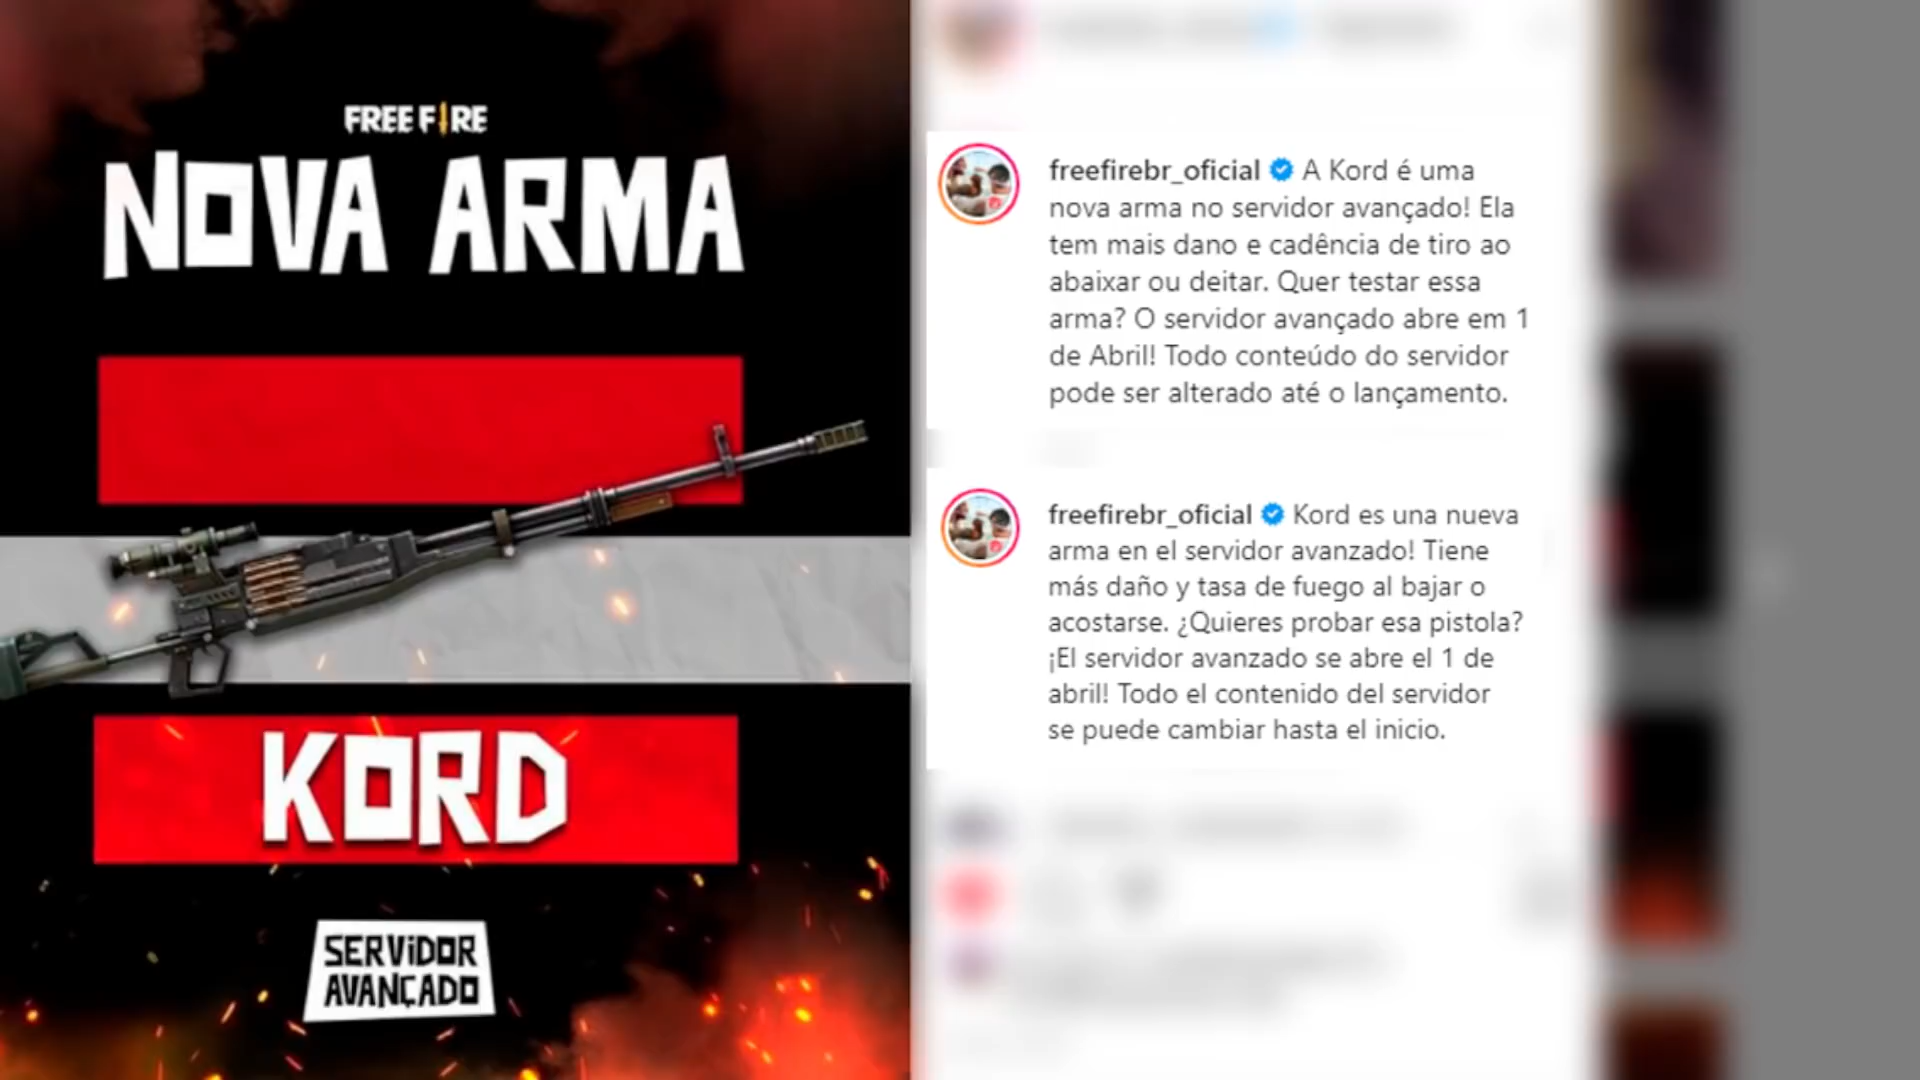 FREE FIRE
NOVA ARMA
KORD
SERVIDOR
AVANÇADO
freefirebr_oficial A Kord é uma
nova arma no servidor avançado! Ela
tem mais dano e cadência de tiro ao
abaixar ou deitar. Quer testar essa
arma? O servidor avançado abre em 1
de Abril! Todo conteúdo do servidor
pode ser alterado até o lançamento.
freefirebr_oficial Kord es una nueva
arma en el servidor avanzado! Tiene
más daño y tasa de fuego al bajar o
acostarse. ¿Quieres probar esa pistola?
¡El servidor avanzado se abre el 1 de
abril! Todo el contenido del servidor
se puede cambiar hasta el inicio.